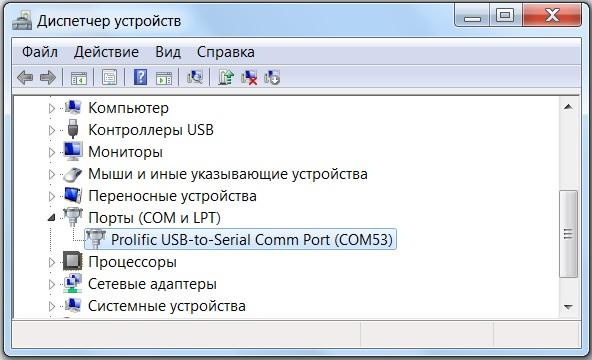 Диспетчер устройств
Файл Действие Вид Справка
Компьютер
Контроллеры USB
Мониторы
Мыши и иные указывающие устройства
Переносные устройства
Порты (COM и LPT)
Prolific USB-to-Serial Comm Port (COM53)
Процессоры
Сетевые адаптеры
Системные устройства